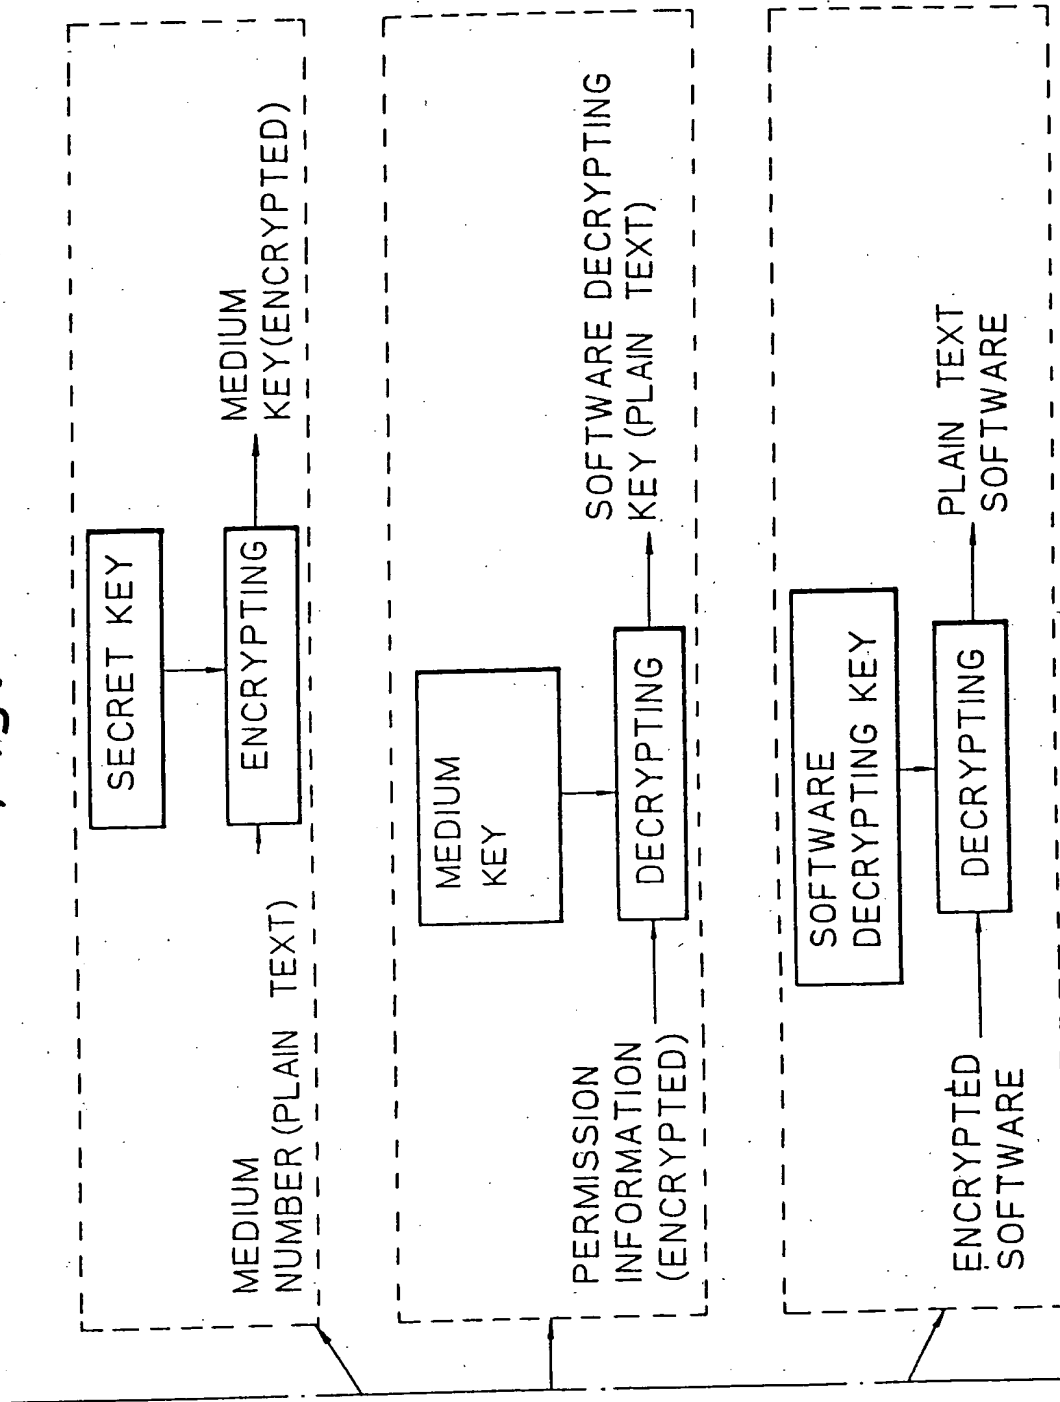 SECRET KEY
MEDIUM
NUMBER (PLAIN TEXT)
ENCRYPTING
MEDIUM
KEY (ENCRYPTED)
MEDIUM
KEY
PERMISSION
INFORMATION
(ENCRYPTED)
DECRYPTING
SOFTWARE DECRYPTING
KEY (PLAIN TEXT)
SOFTWARE
DECRYPTING KEY
ENCRYPTED
SOFTWARE
DECRYPTING
PLAIN TEXT
SOFTWARE